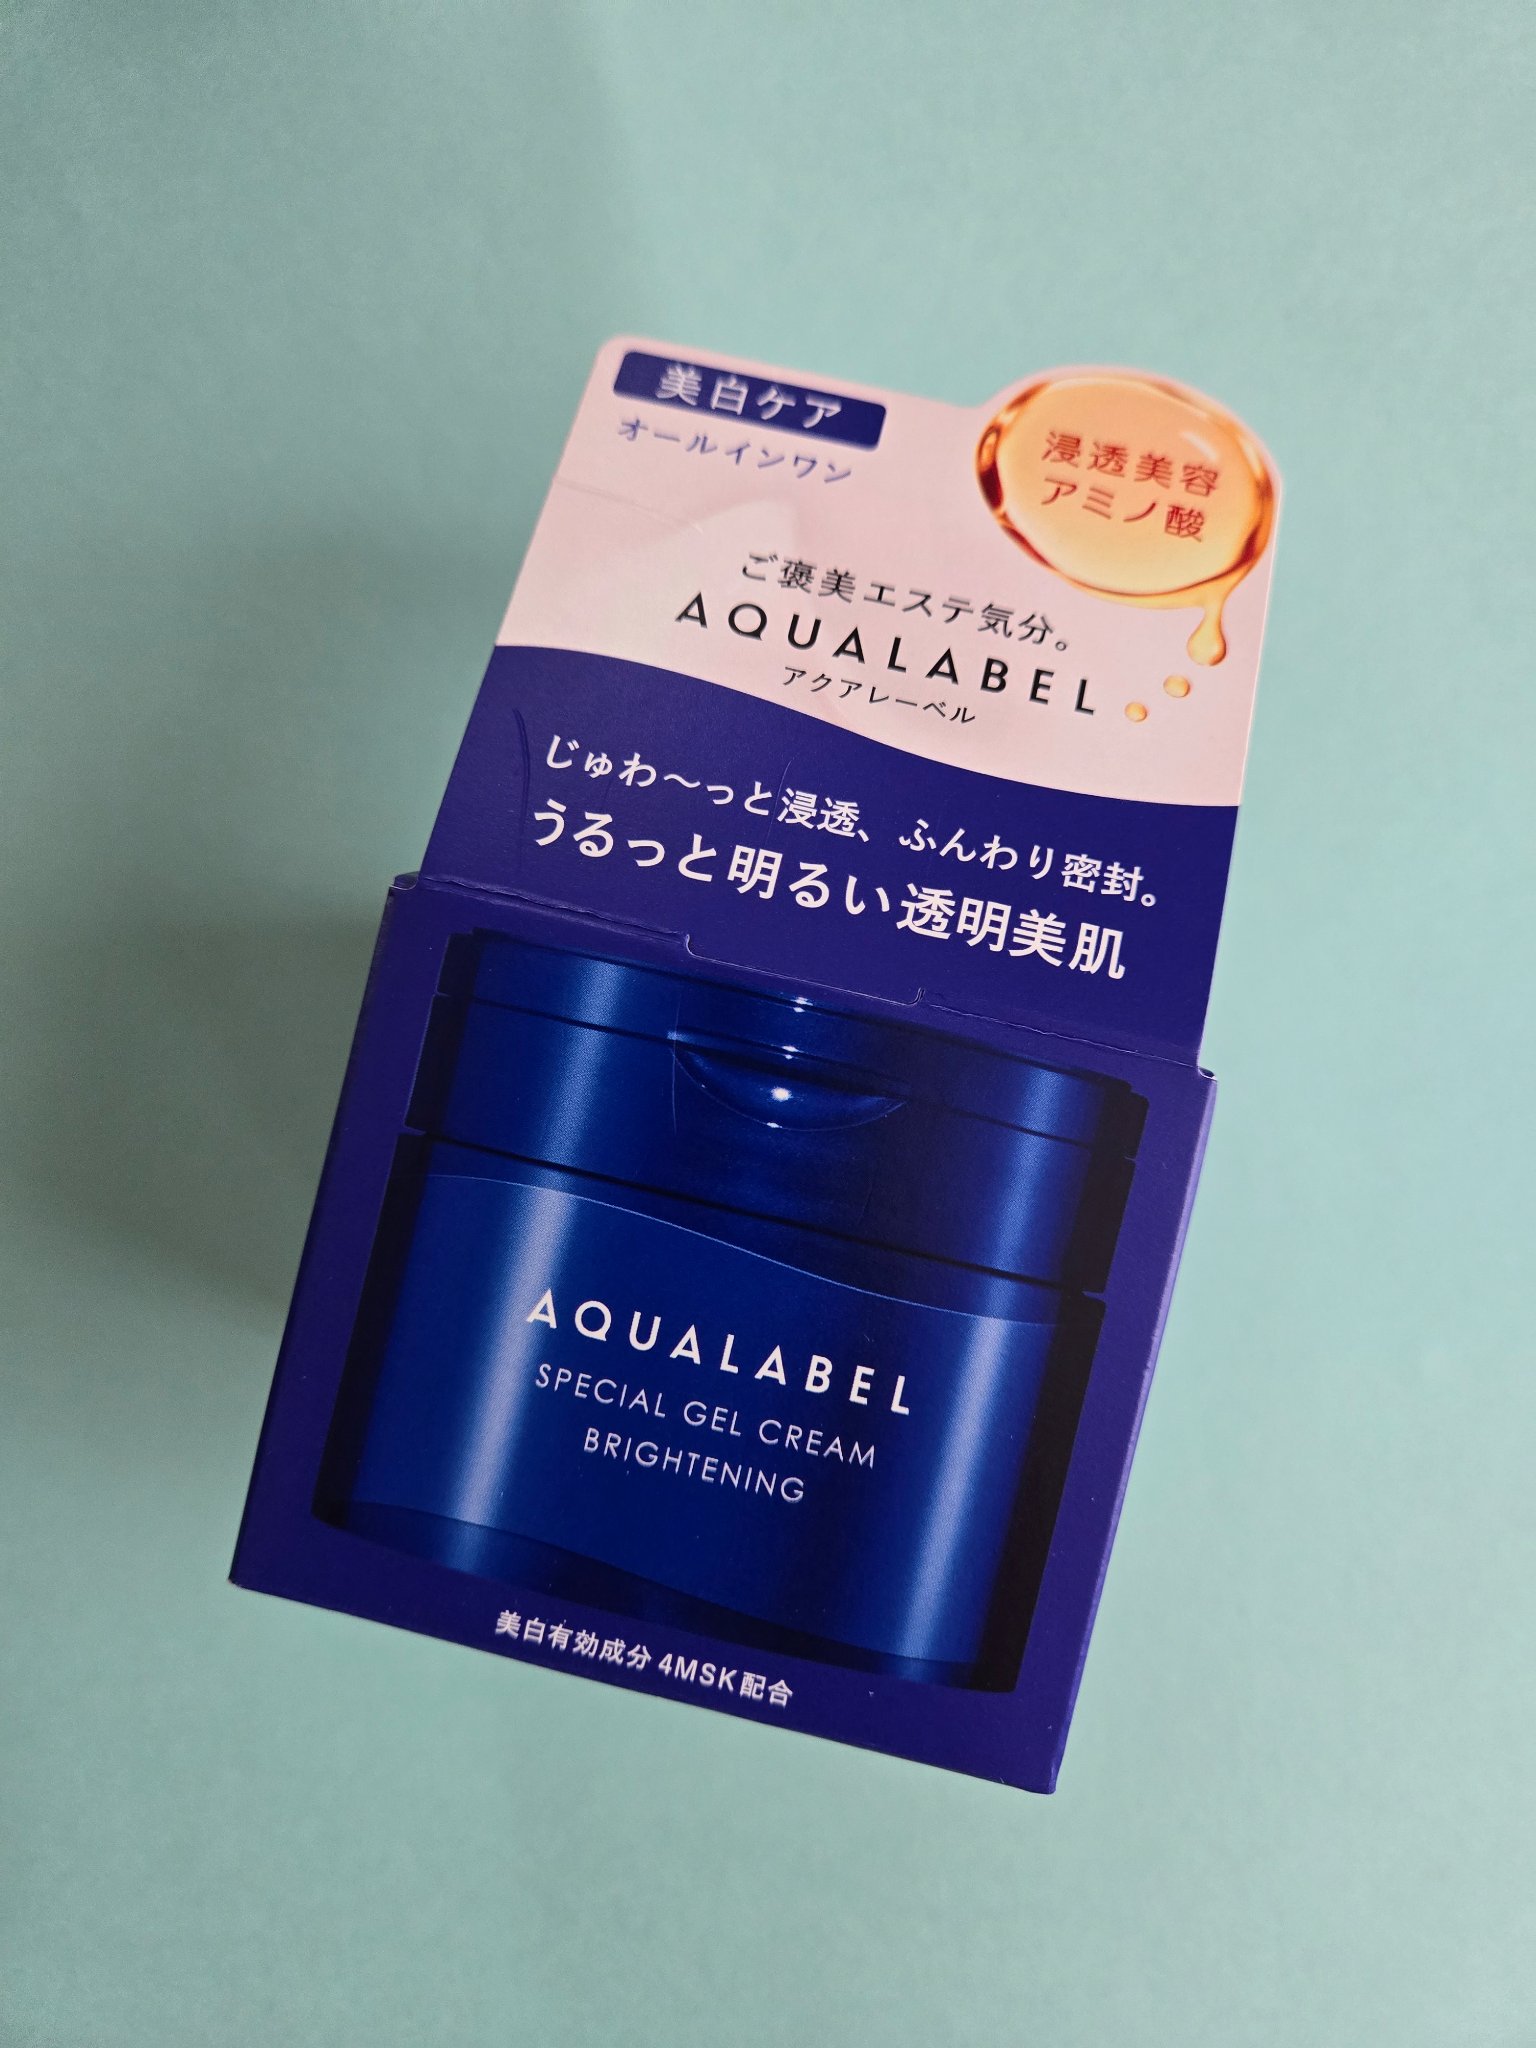 美白ケア
オールインワン
浸透美容
アミノ酸
ご褒美エステ気分。
AQUALABEL
アクアレーベル
じゅわ～っと浸透、ふんわり密封。
うるっと明るい透明美肌
AQUALABEL
SPECIAL GEL CREAM
BRIGHTENING
美白有効成分 4MSK配合